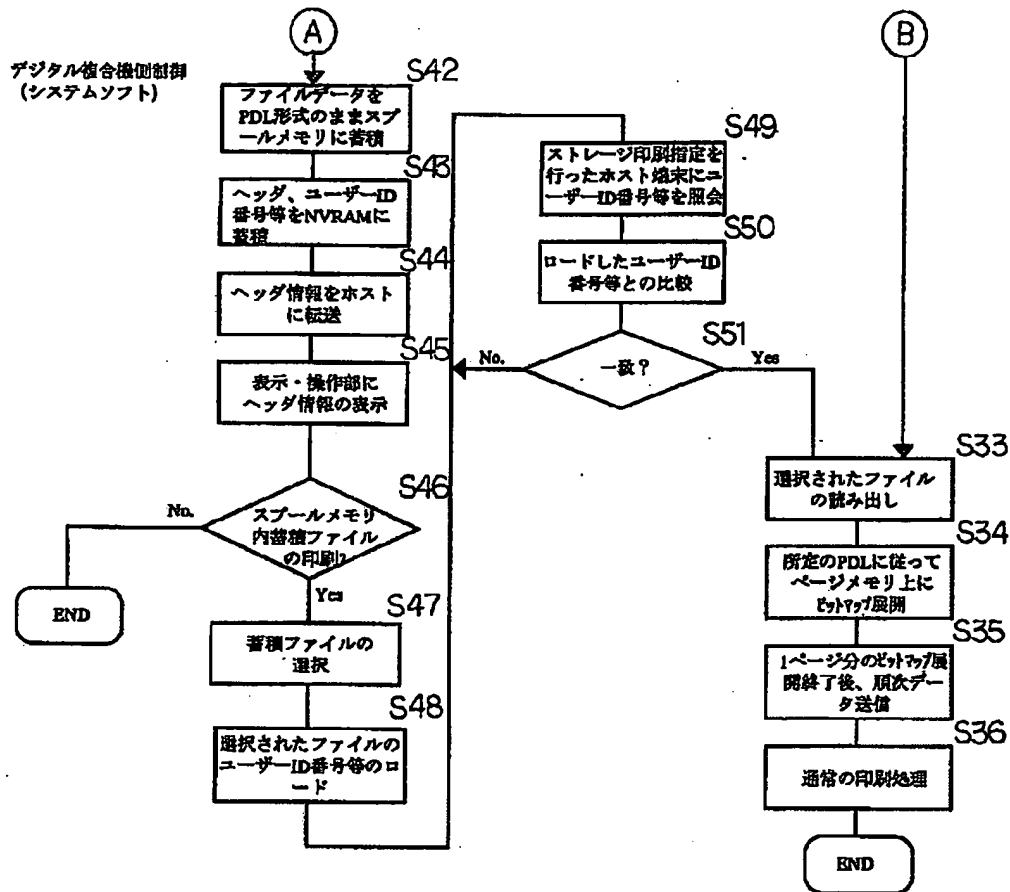 A
デジタル複合機側制御
(システムソフト)
S42
ファイルデータを
PDL形式のままスプ
ールメモリに蓄積
S43
ヘッダ、ユーザーID
番号等をNVRAMに
蓄積
S44
ヘッダ情報をホスト
に転送
S45
表示・操作部に
ヘッダ情報の表示
S46
スプールメモリ
内蓄積ファイル
の印刷?
No.
END
Yes
S47
蓄積ファイルの
選択
S48
選択されたファイルの
ユーザーID番号等のロ
ード
S49
ストレージ印刷指定を
行ったホスト端末にユ
ーザーID番号等を照会
S50
ロードしたユーザーID
番号等との比較
S51
一致?
No.
Yes
B
S33
選択されたファイル
の読み出し
S34
所定のPDLに従って
ページメモリ上に
ビットマップ展開
S35
1ページ分のビットマップ展
開終了後、順次デー
タ送信
S36
通常の印刷処理
END